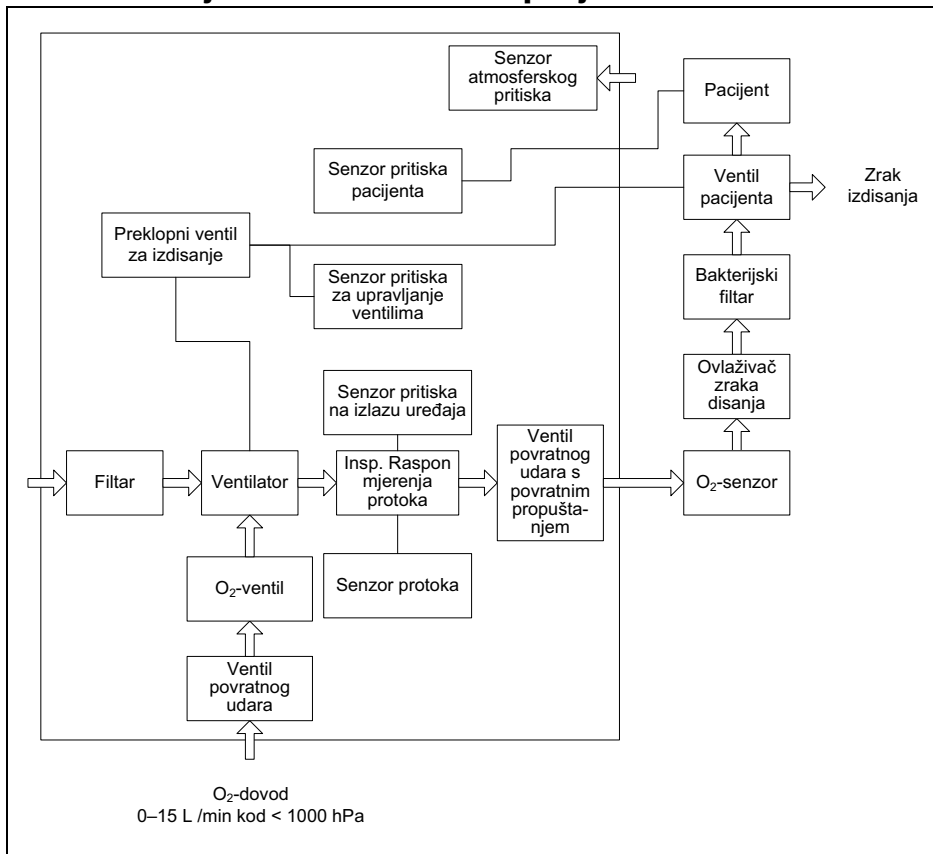 Senzor
atmosferskog
pritiska
Pacijent
Senzor pritiska
pacijenta
Ventil
pacijenta
Zrak
izdisanja
Preklopni ventil
za izdisanje
Senzor pritiska
za upravljanje
ventilima
Bakterijski
filtar
Ovlaživač
zraka
disanja
Senzor pritiska
na izlazu uređaja
Filtar
Ventilator
Insp. Raspon
mjerenja
protoka
Ventil
povratnog
udara s
povratnim
propušta-
njem
O₂-senzor
Senzor protoka
O₂-ventil
Ventil
povratnog
udara
O₂-dovod
0–15 L /min kod < 1000 hPa